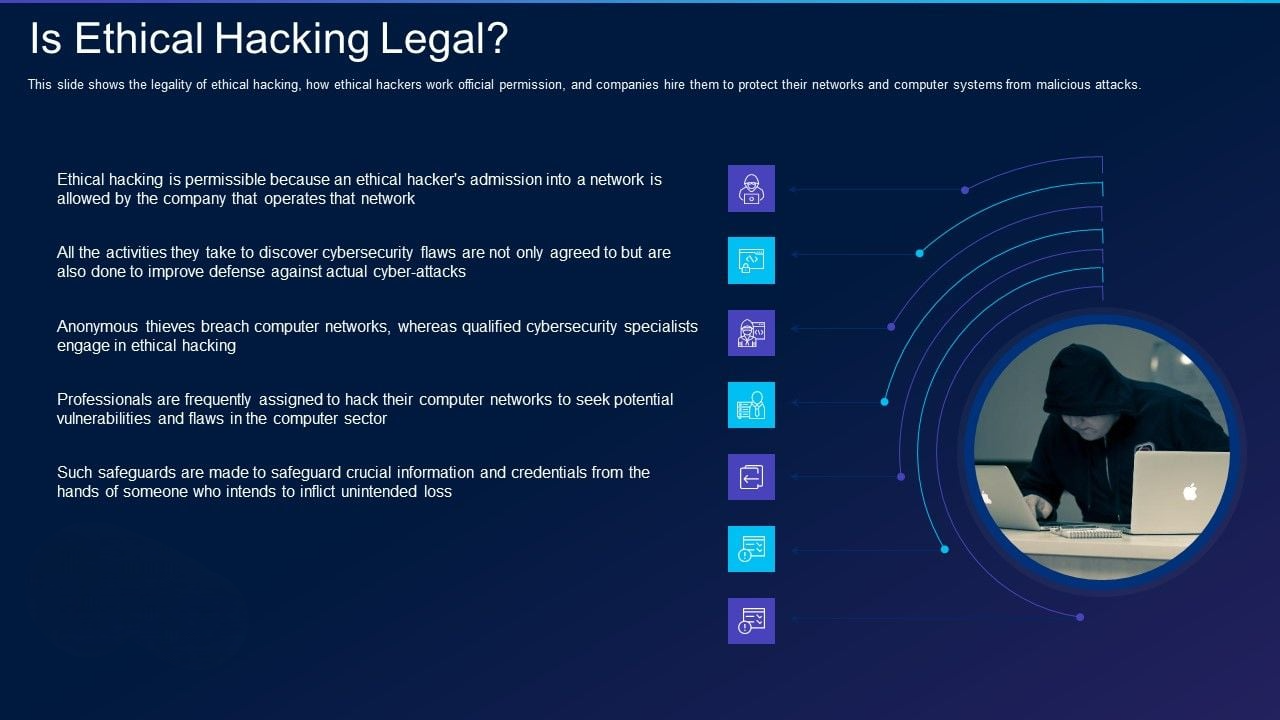 Is Ethical Hacking Legal?
This slide shows the legality of ethical hacking, how ethical hackers work official permission, and companies hire them to protect their networks and computer systems from malicious attacks.
Ethical hacking is permissible because an ethical hacker's admission into a network is
allowed by the company that operates that network
All the activities they take to discover cybersecurity flaws are not only agreed to but are
also done to improve defense against actual cyber-attacks
Anonymous thieves breach computer networks, whereas qualified cybersecurity specialists
engage in ethical hacking
Professionals are frequently assigned to hack their computer networks to seek potential
vulnerabilities and flaws in the computer sector
Such safeguards are made to safeguard crucial information and credentials from the
hands of someone who intends to inflict unintended loss